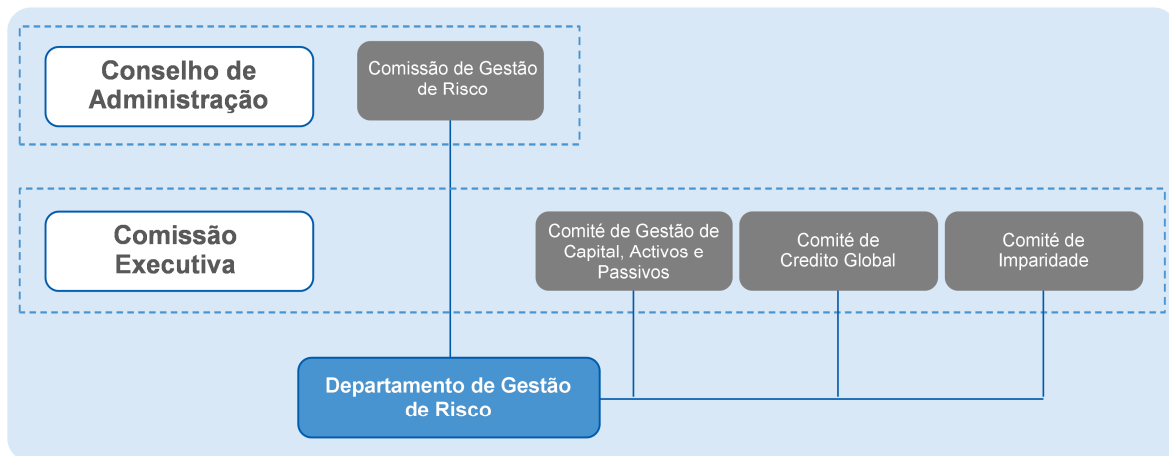 Conselho de
Administração
Comissão de Gestão
de Risco
Comissão
Executiva
Comité de Gestão de
Capital, Activos e
Passivos
Comité de
Credito Global
Comité de
Imparidade
Departamento de Gestão
de Risco